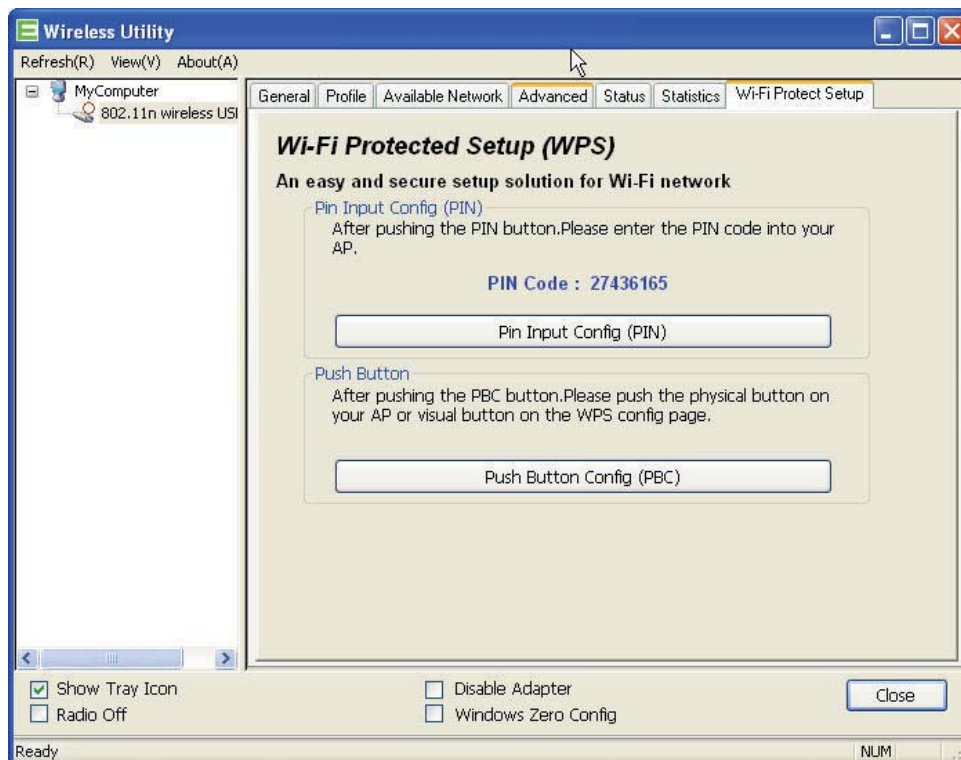 Wireless Utility
Refresh(R) View(V) About(A)
MyComputer
802.11n wireless USI
General Profile Available Network Advanced Status Statistics Wi-Fi Protect Setup
Wi-Fi Protected Setup (WPS)
An easy and secure setup solution for Wi-Fi network
Pin Input Config (PIN)
After pushing the PIN button.Please enter the PIN code into your
AP.
PIN Code : 27436165
Pin Input Config (PIN)
Push Button
After pushing the PBC button.Please push the physical button on
your AP or visual button on the WPS config page.
Push Button Config (PBC)
Show Tray Icon
Radio Off
Disable Adapter
Windows Zero Config
Close
Ready
NUM